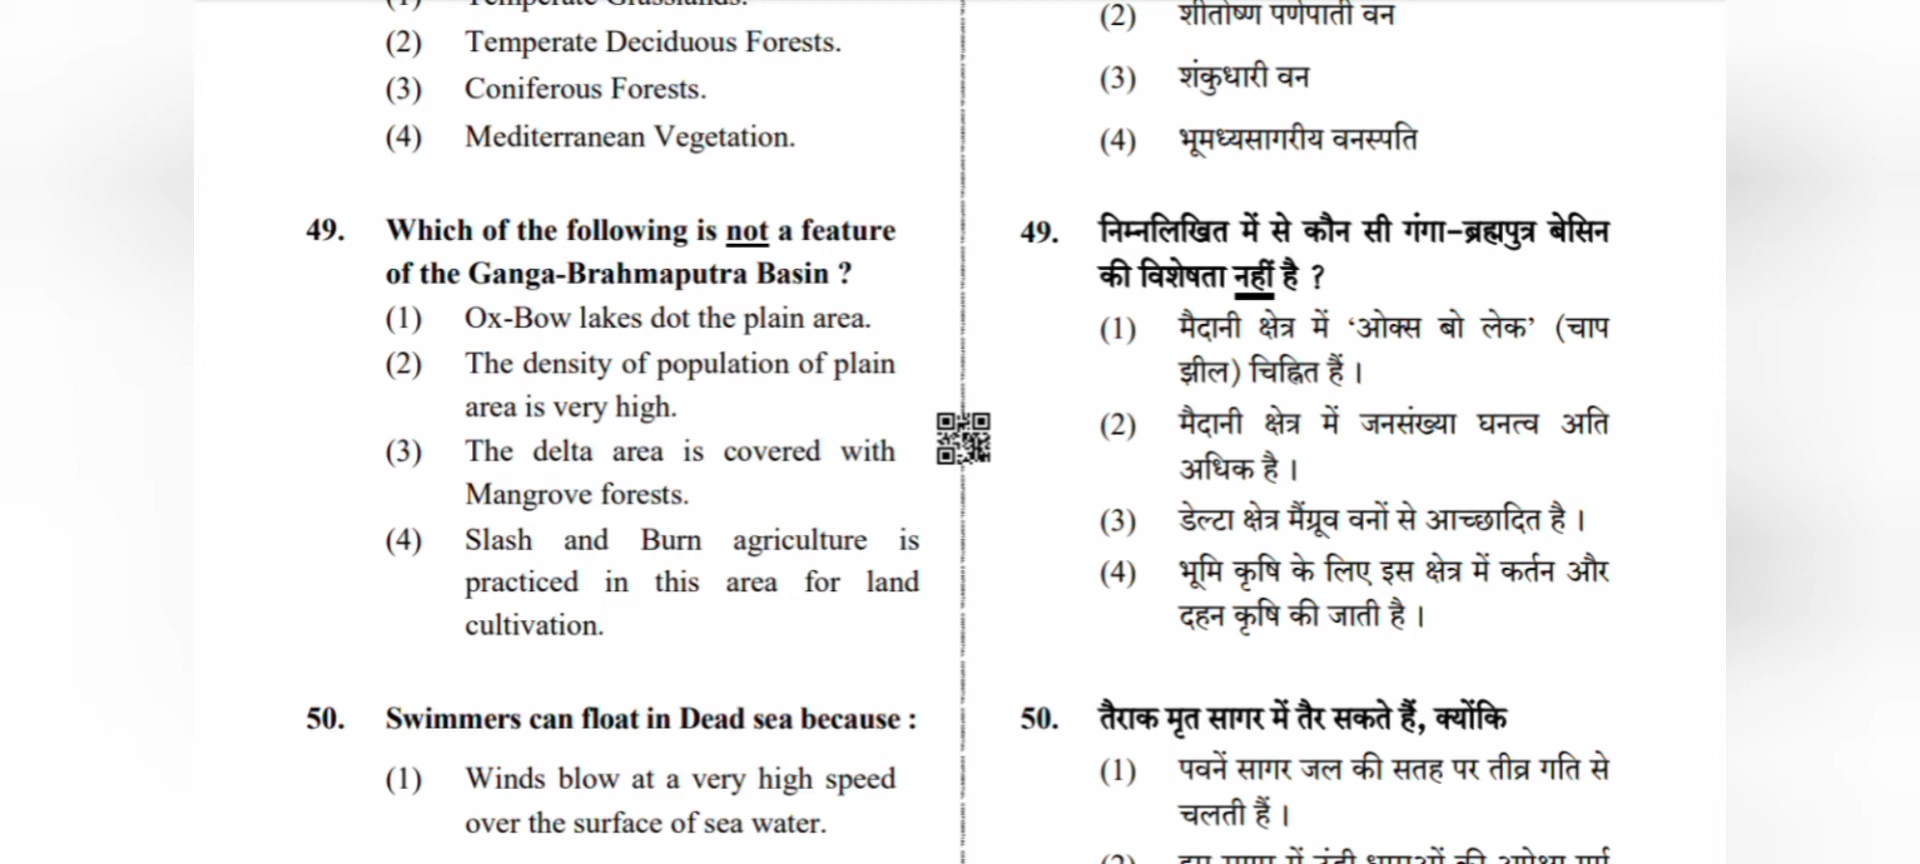 (1) Temperate Grasslands.
(2) Temperate Deciduous Forests.
(3) Coniferous Forests.
(4) Mediterranean Vegetation.
49. Which of the following is not a feature
of the Ganga-Brahmaputra Basin ?
(1) Ox-Bow lakes dot the plain area.
(2) The density of population of plain
area is very high.
(3) The delta area is covered with
Mangrove forests.
(4) Slash and Burn agriculture is
practiced in this area for land
cultivation.
50. Swimmers can float in Dead sea because :
(1) Winds blow at a very high speed
over the surface of sea water.
(2) शीतोष्ण पर्णपाती वन
(3) शंकुधारी वन
(4) भूमध्यसागरीय वनस्पति
49. निम्नलिखित में से कौन सी गंगा-ब्रह्मपुत्र बेसिन
की विशेषता नहीं है ?
(1) मैदानी क्षेत्र में ‘ओक्स बो लेक’ (चाप
झील) चिह्नित हैं ।
(2) मैदानी क्षेत्र में जनसंख्या घनत्व अति
अधिक है ।
(3) डेल्टा क्षेत्र मैंग्रूव वनों से आच्छादित है ।
(4) भूमि कृषि के लिए इस क्षेत्र में कर्तन और
दहन कृषि की जाती है ।
50. तैराक मृत सागर में तैर सकते हैं, क्योंकि
(1) पवनें सागर जल की सतह पर तीव्र गति से
चलती हैं ।